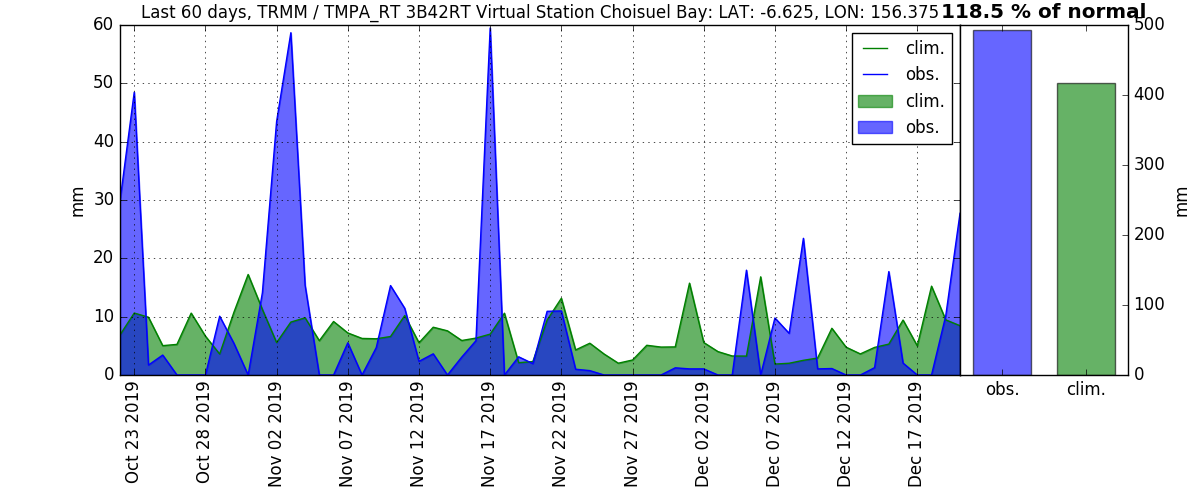 Last 60 days, TRMM / TMPA_RT 3B42RT Virtual Station Choisuel Bay: LAT: -6.625, LON: 156.375
118.5 % of normal
60
50
40
30
20
10
0
mm
clim.
obs.
clim.
obs.
Oct 23 2019
Oct 28 2019
Nov 02 2019
Nov 07 2019
Nov 12 2019
Nov 17 2019
Nov 22 2019
Nov 27 2019
Dec 02 2019
Dec 07 2019
Dec 12 2019
Dec 17 2019
500
400
300
200
100
0
mm
obs.
clim.